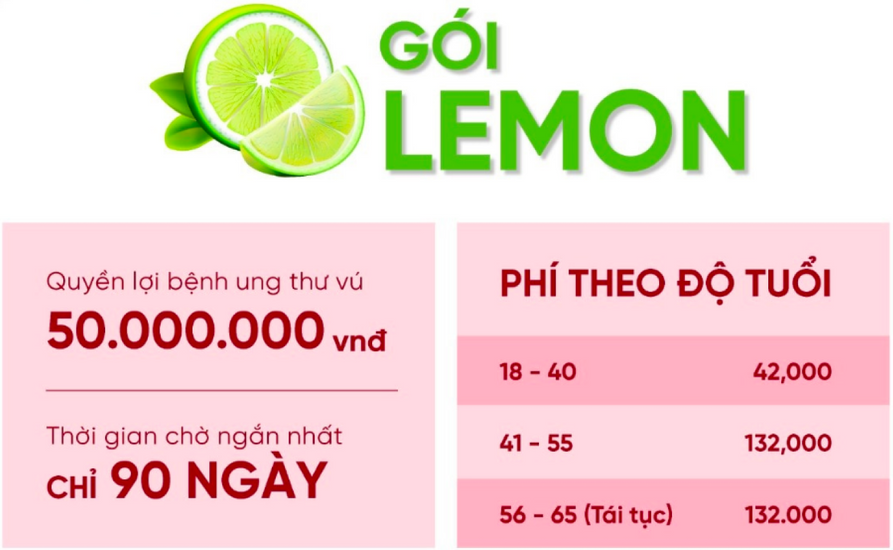 GÓI
LEMON
Quyền lợi bệnh ung thư vú
50.000.000 vnđ
Thời gian chờ ngắn nhất
CHỈ 90 NGÀY
PHÍ THEO ĐỘ TUỔI
18 - 40 42,000
41 - 55 132,000
56 - 65 (Tái tục) 132.000